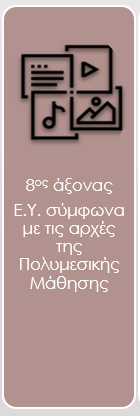 8ος άξονας
Ε.Υ. σύμφωνα
με τις αρχές
της
Πολυμεσικής
Μάθησης